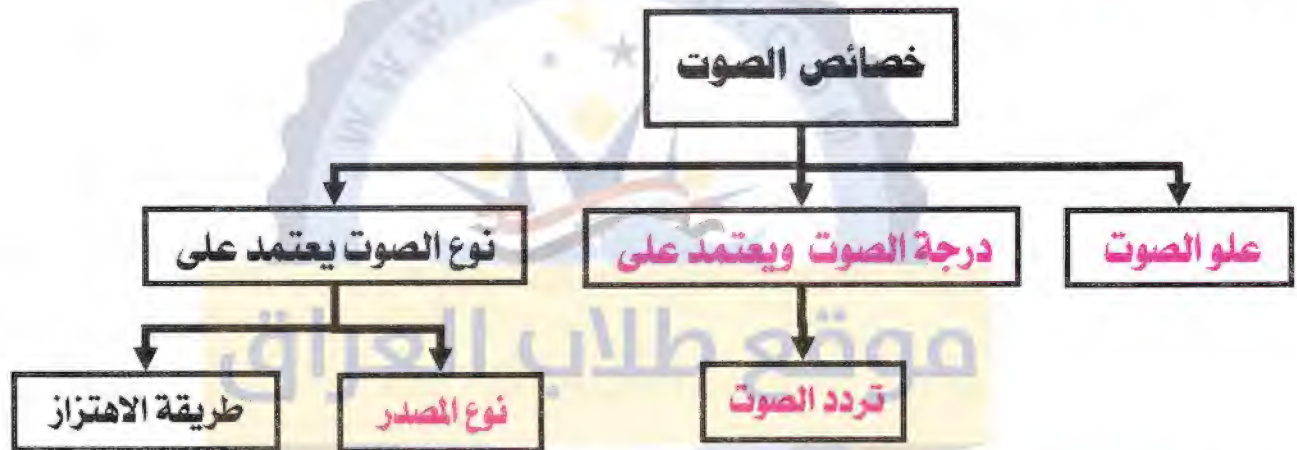 خصائص الصوت
علو الصوت
درجة الصوت ويعتمد على
نوع الصوت يعتمد على
تردد الصوت
نوع المصدر
طريقة الاهتزاز
موقع طلاب العراق